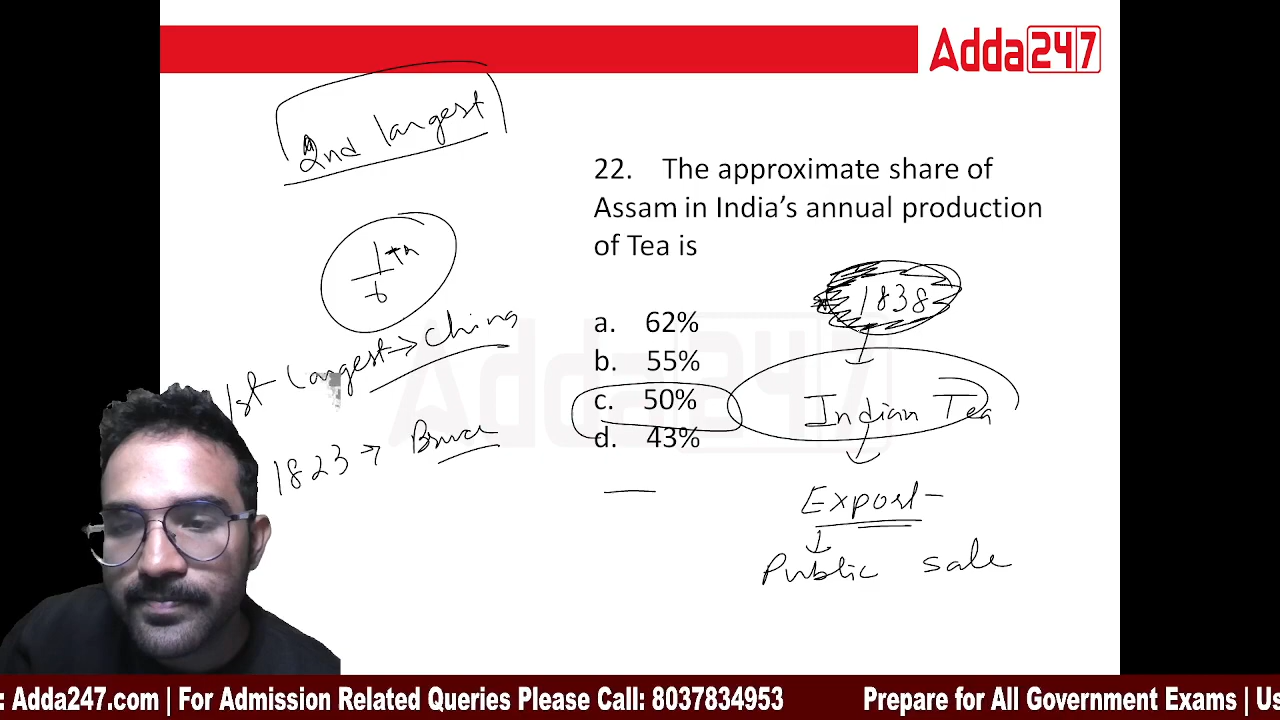 Adda247
2nd largest
22. The approximate share of
Assam in India's annual production
of Tea is
1th
6
1838
a. 62%
1st largest → China
b. 55%
c. 50%
Indian Tea
d. 43%
1823 → Bruce
Export
Public sale
: Adda247.com | For Admission Related Queries Please Call: 8037834953 Prepare for All Government Exams | Us